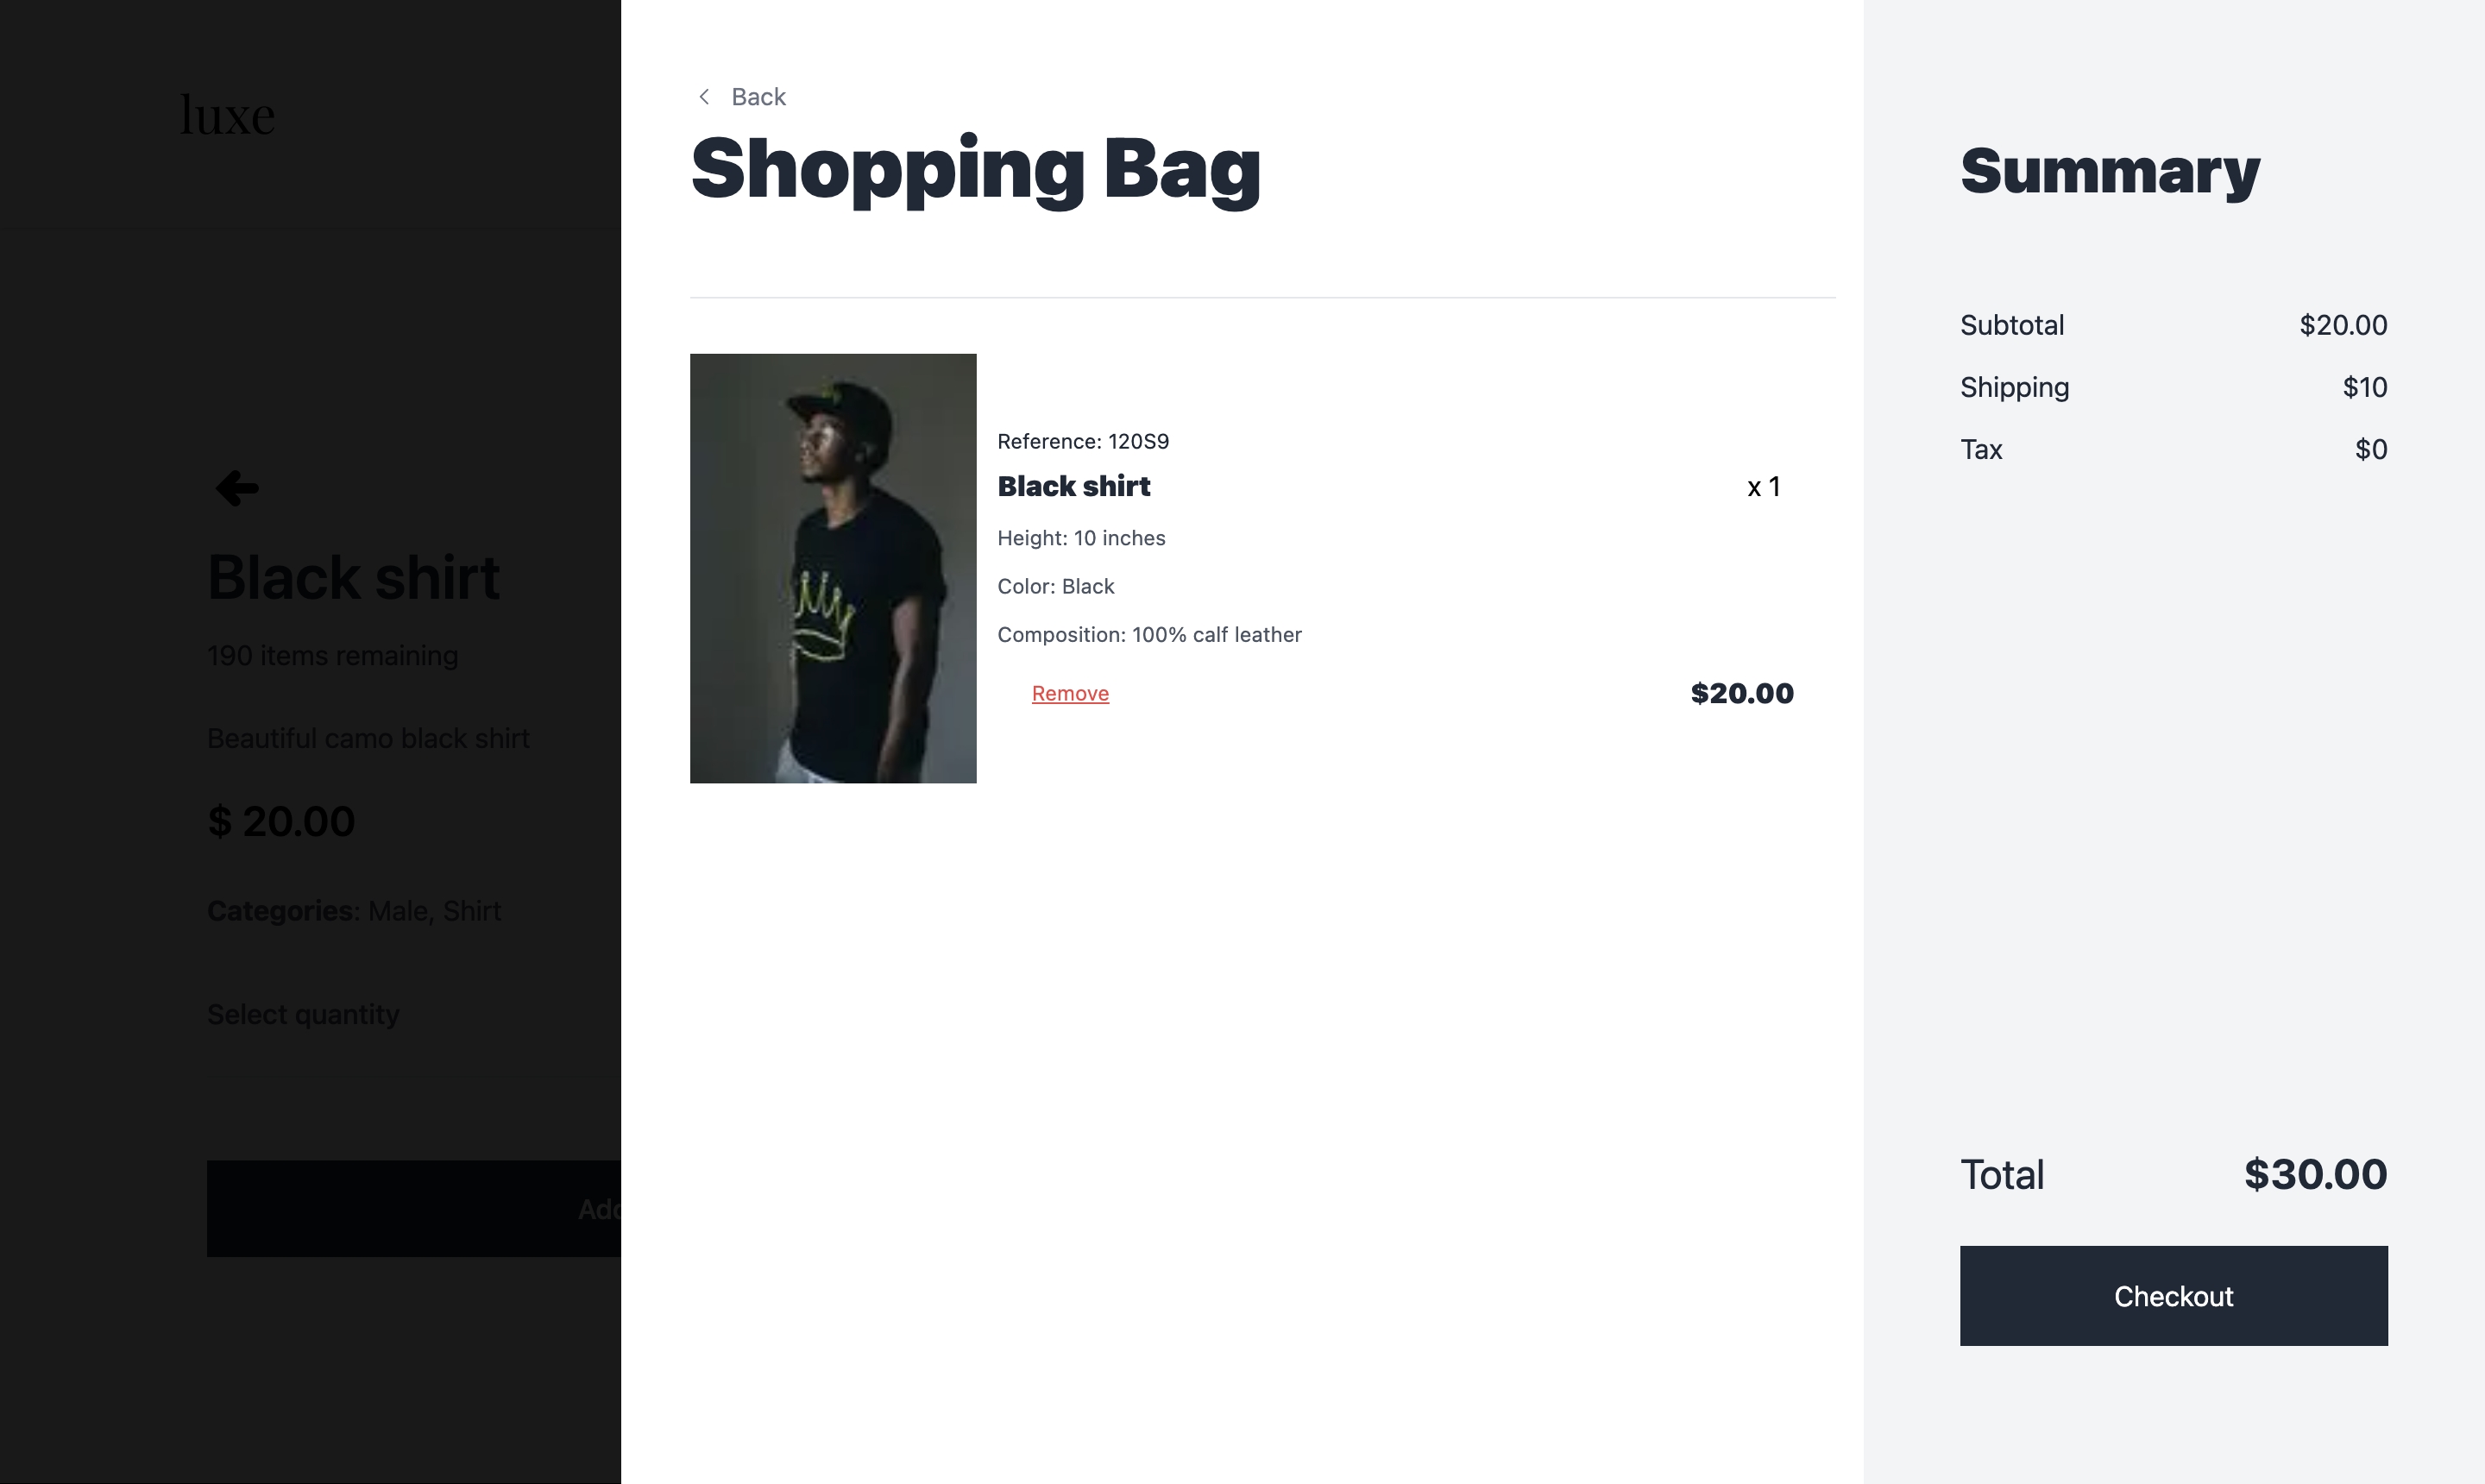 luxe
Black shirt
190 items remaining
Beautiful camo black shirt
$ 20.00
Categories: Male, Shirt
Select quantity
Back
Shopping Bag
Reference: 120S9
Black shirt
x 1
Height: 10 inches
Color: Black
Composition: 100% calf leather
Remove
$20.00
Summary
Subtotal $20.00
Shipping $10
Tax $0
Total $30.00
Checkout